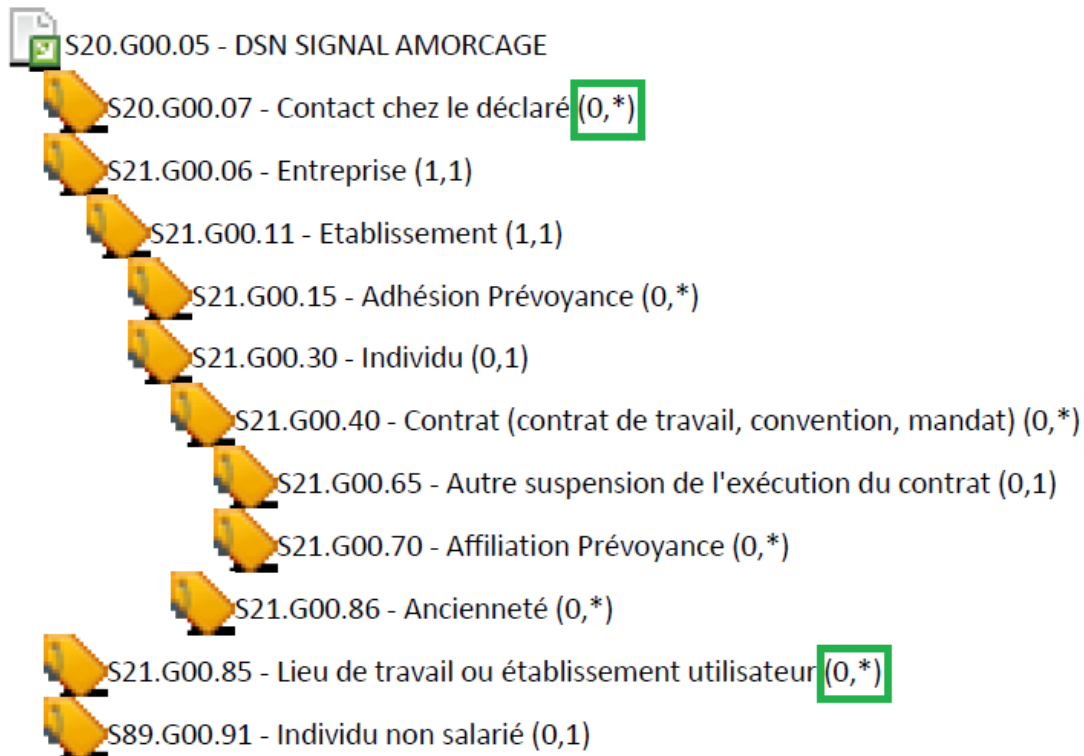 S20.G00.05 - DSN SIGNAL AMORCAGE
S20.G00.07 - Contact chez le déclaré (0,*)
S21.G00.06 - Entreprise (1,1)
S21.G00.11 - Etablissement (1,1)
S21.G00.15 - Adhésion Prévoyance (0,*)
S21.G00.30 - Individu (0,1)
S21.G00.40 - Contrat (contrat de travail, convention, mandat) (0,*)
S21.G00.65 - Autre suspension de l'exécution du contrat (0,1)
S21.G00.70 - Affiliation Prévoyance (0,*)
S21.G00.86 - Ancienneté (0,*)
S21.G00.85 - Lieu de travail ou établissement utilisateur (0,*)
S89.G00.91 - Individu non salarié (0,1)